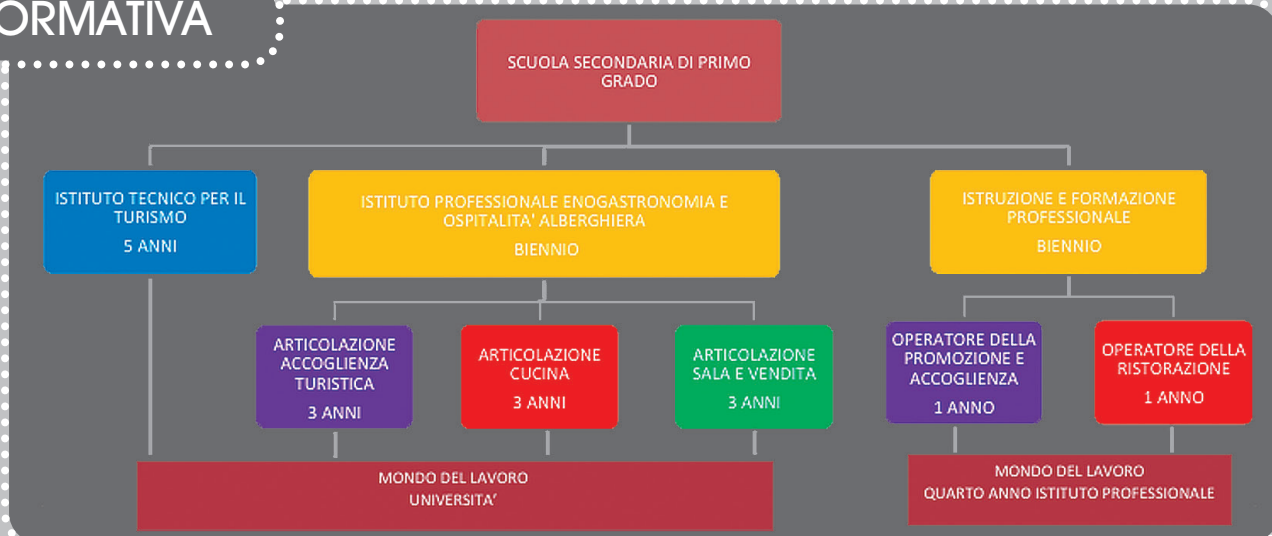 ORMATIVA
SCUOLA SECONDARIA DI PRIMO
GRADO
ISTITUTO TECNICO PER IL
TURISMO
5 ANNI
ISTITUTO PROFESSIONALE ENOGASTRONOMIA E
OSPITALITA' ALBERGHIERA
BIENNIO
ISTRUZIONE E FORMAZIONE
PROFESSIONALE
BIENNIO
ARTICOLAZIONE
ACCOGLIENZA
TURISTICA
3 ANNI
ARTICOLAZIONE
CUCINA
3 ANNI
ARTICOLAZIONE
SALA E VENDITA
3 ANNI
OPERATORE DELLA
PROMOZIONE E
ACCOGLIENZA
1 ANNO
OPERATORE DELLA
RISTORAZIONE
1 ANNO
MONDO DEL LAVORO
UNIVERSITA’
MONDO DEL LAVORO
QUARTO ANNO ISTITUTO PROFESSIONALE